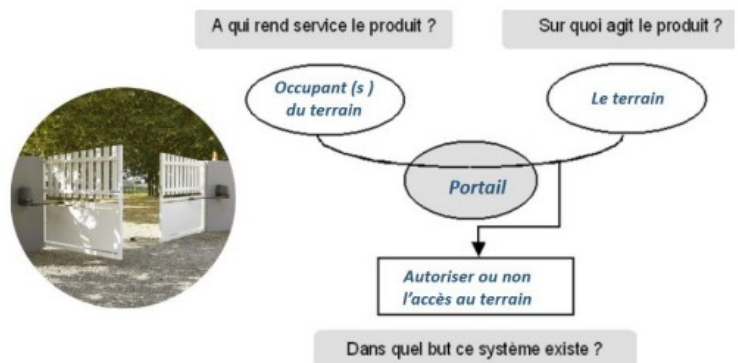 A qui rend service le produit ?
Sur quoi agit le produit ?
Occupant (s )
du terrain
Le terrain
Portail
Autoriser ou non
l'accès au terrain
Dans quel but ce système existe ?